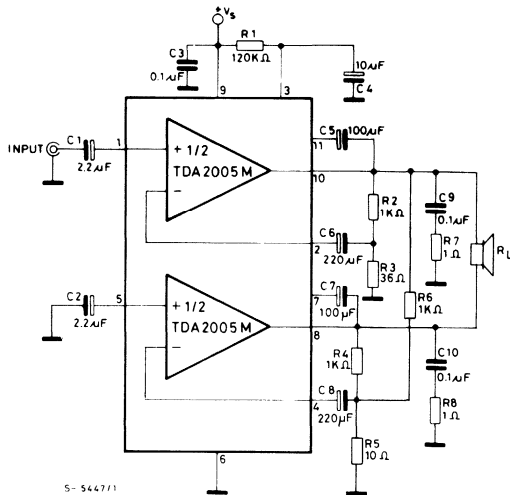 +Vs
R1
120KΩ
C3
0.1µF
10µF
C4
9
3
INPUT
C1
2.2µF
1
+ 1/2
TDA2005M
−
11
C5
100µF
10
R2
1KΩ
C9
0.1µF
R7
1Ω
RL
C6
2
220µF
R3
36Ω
C7
7
100µF
R6
1KΩ
C2
2.2µF
5
+ 1/2
TDA2005M
−
8
R4
1KΩ
C10
0.1µF
C8
4
220µF
R8
1Ω
R5
10Ω
6
S-5447/1